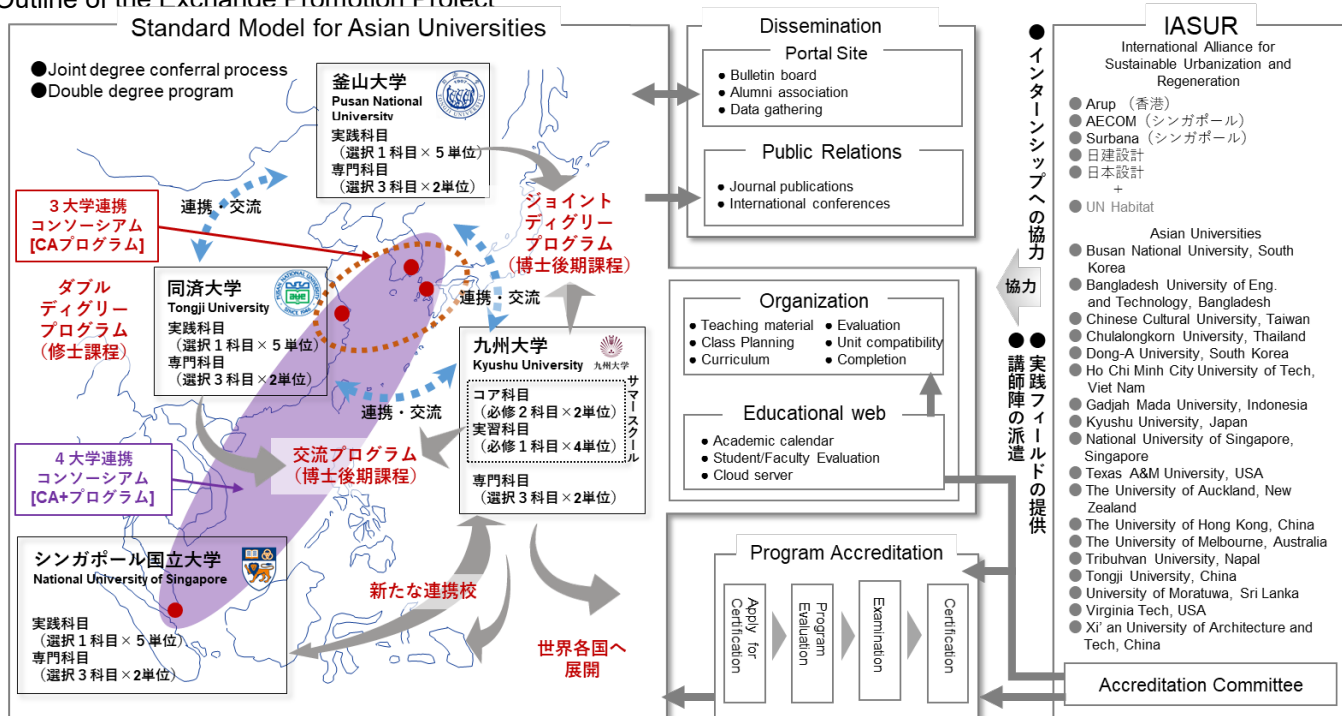 Outline of the Exchange Promotion Project
Standard Model for Asian Universities
●Joint degree conferral process
●Double degree program
釜山大学
Pusan National
University
実践科目
(選択１科目×５単位)
専門科目
(選択３科目×2単位)
連携・交流
３大学連携
コンソーシアム
[CAプログラム]
ジョイント
ディグリー
プログラム
(博士後期課程)
ダブル
ディグリー
プログラム
(修士課程)
同済大学
Tongji University
実践科目
(選択１科目×５単位)
専門科目
(選択３科目×2単位)
連携・交流
九州大学
Kyushu University
九州大学
コア科目
(必修２科目×2単位)
実習科目
(必修１科目×4単位)
サマースクール
専門科目
(選択３科目×２単位)
連携・交流
交流プログラム
(博士後期課程)
４大学連携
コンソーシアム
[CA+プログラム]
シンガポール国立大学
National University of Singapore
実践科目
(選択１科目×５単位)
専門科目
(選択３科目×2単位)
新たな連携校
世界各国へ
展開
Dissemination
Portal Site
● Bulletin board
● Alumni association
● Data gathering
Public Relations
● Journal publications
● International conferences
Organization
● Teaching material
● Class Planning
● Curriculum
● Evaluation
● Unit compatibility
● Completion
Educational web
● Academic calendar
● Student/Faculty Evaluation
● Cloud server
Program Accreditation
Apply for
Certification
Program
Evaluation
Examination
Certification
●インターンシップへの協力
協力
●実践フィールドの提供
●講師陣の派遣
IASUR
International Alliance for
Sustainable Urbanization and
Regeneration
● Arup （香港）
● AECOM（シンガポール）
● Surbana（シンガポール）
● 日建設計
● 日本設計
+
● UN Habitat
Asian Universities
● Busan National University, South
Korea
● Bangladesh University of Eng.
and Technology, Bangladesh
● Chinese Cultural University, Taiwan
● Chulalongkorn University, Thailand
● Dong-A University, South Korea
● Ho Chi Minh City University of Tech,
Viet Nam
● Gadjah Mada University, Indonesia
● Kyushu University, Japan
● National University of Singapore,
Singapore
● Texas A&M University, USA
● The University of Auckland, New
Zealand
● The University of Hong Kong, China
● The University of Melbourne, Australia
● Tribuhvan University, Nepal
● Tongji University, China
● University of Moratuwa, Sri Lanka
● Virginia Tech, USA
● Xi' an University of Architecture and
Tech, China
Accreditation Committee